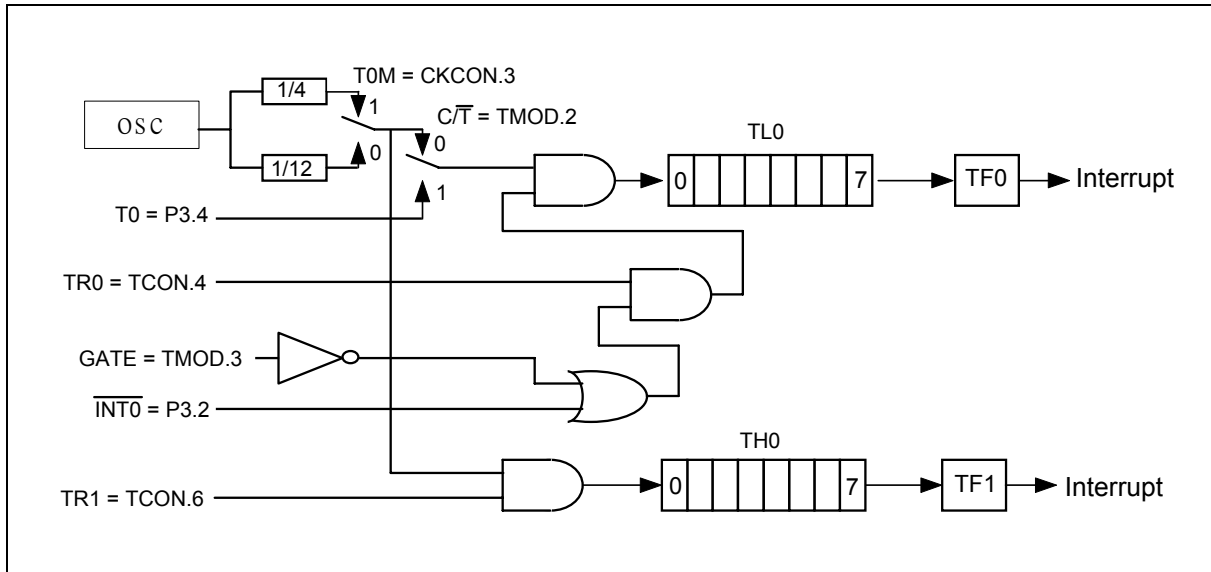 T0M = CKCON.3
1/4
1
OSC
C/T̅ = TMOD.2
0
TL0
1/12
0
0 7
TF0
Interrupt
1
T0 = P3.4
TR0 = TCON.4
GATE = TMOD.3
I̅N̅T̅0̅ = P3.2
TH0
0 7
TF1
Interrupt
TR1 = TCON.6